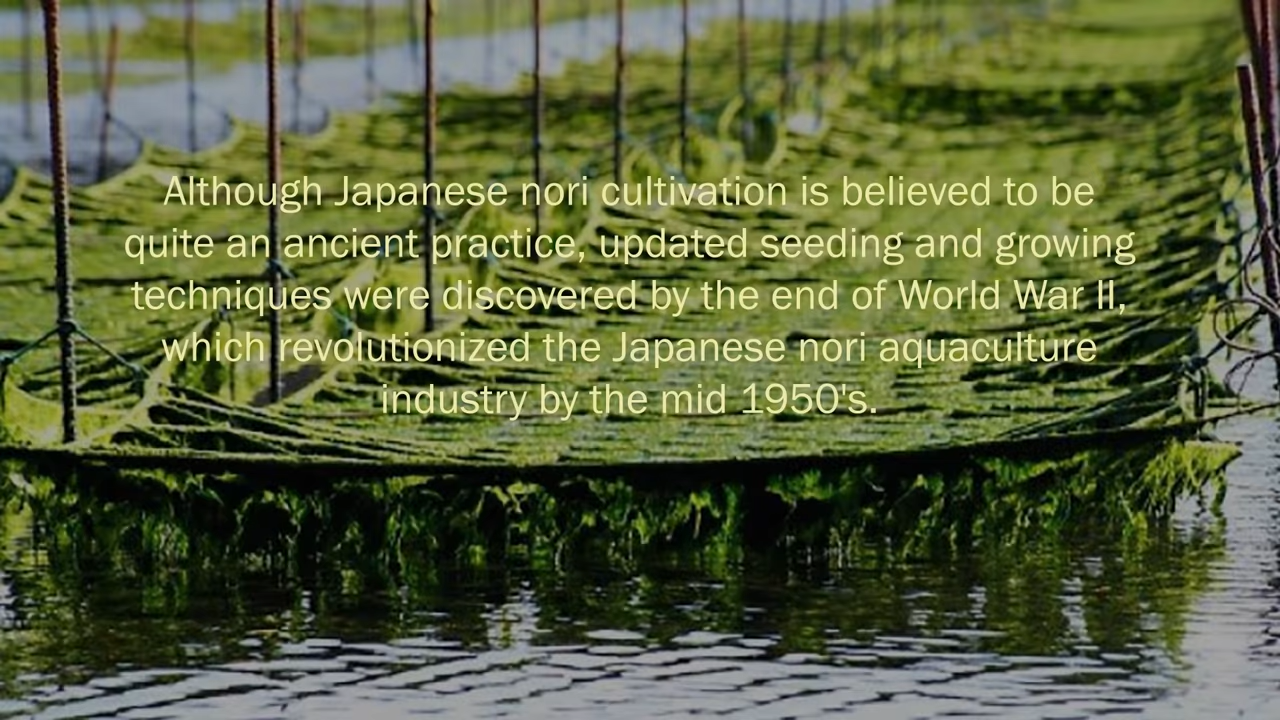 Although Japanese nori cultivation is believed to be
quite an ancient practice, updated seeding and growing
techniques were discovered by the end of World War II,
which revolutionized the Japanese nori aquaculture
industry by the mid 1950's.